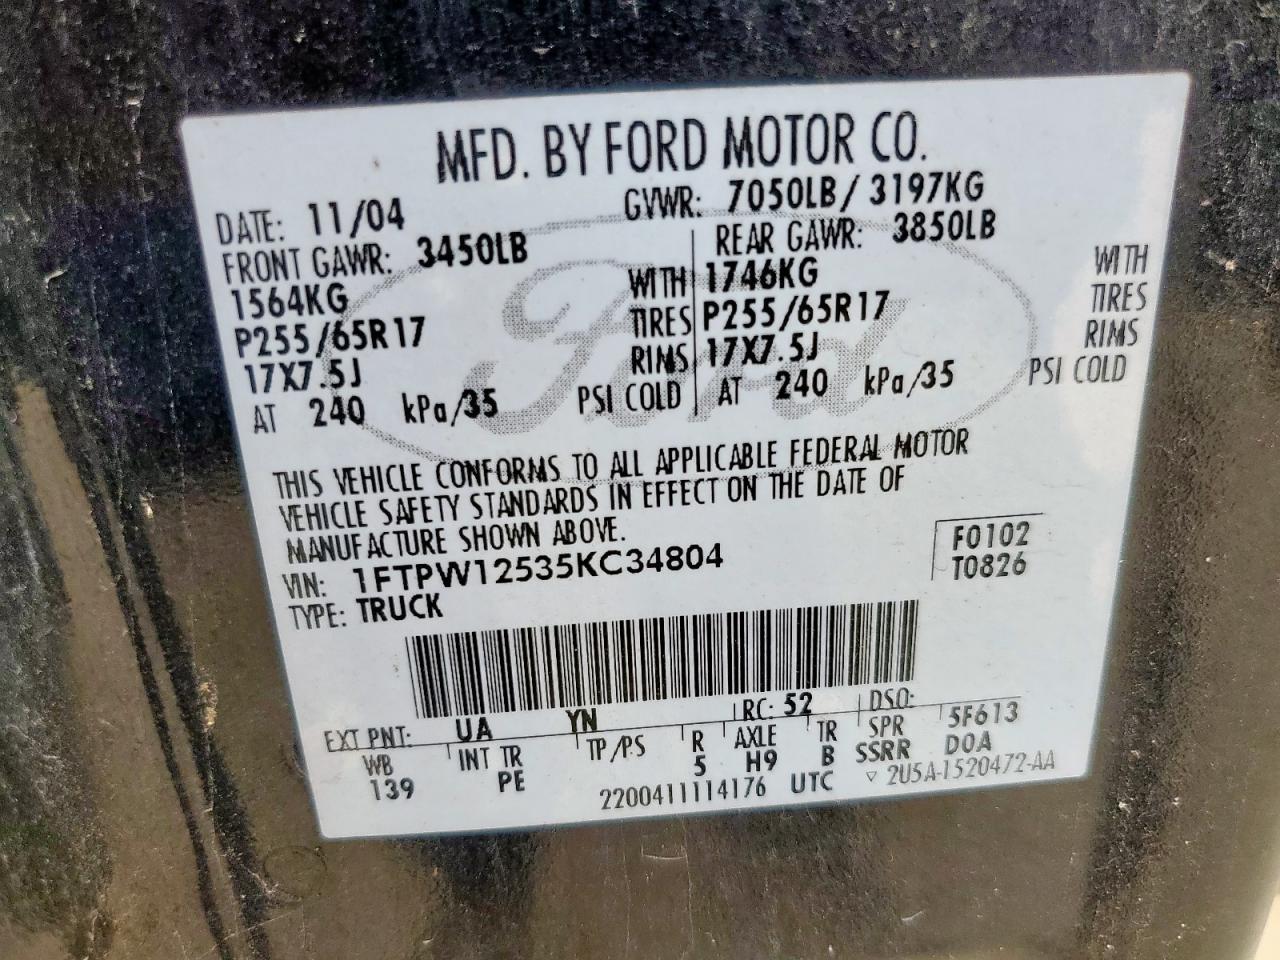 MFD. BY FORD MOTOR CO.
DATE: 11/04 GVWR: 7050LB / 3197KG
FRONT GAWR: 3450LB REAR GAWR: 3850LB
1564KG WITH 1746KG WITH
P255/65R17 TIRES P255/65R17 TIRES
17X7.5J RIMS 17X7.5J RIMS
AT 240 kPa/35 PSI COLD AT 240 kPa/35 PSI COLD
Ford
THIS VEHICLE CONFORMS TO ALL APPLICABLE FEDERAL MOTOR
VEHICLE SAFETY STANDARDS IN EFFECT ON THE DATE OF
MANUFACTURE SHOWN ABOVE.
VIN: 1FTPW12535KC34804 F0102
TYPE: TRUCK T0826
EXT PNT: UA YN RC: 52 DSO:
WB INT TR TP/PS R AXLE TR SPR 5F613
139 PE 5 H9 B SSRR D0A
2200411114176 UTC ▽ 2U5A-1520472-AA